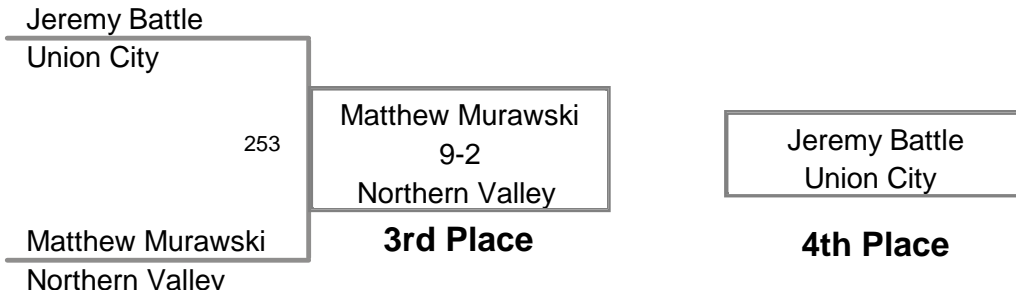 Jeremy Battle
Union City
253
Matthew Murawski
9-2
Northern Valley
3rd Place
Jeremy Battle
Union City
4th Place
Matthew Murawski
Northern Valley